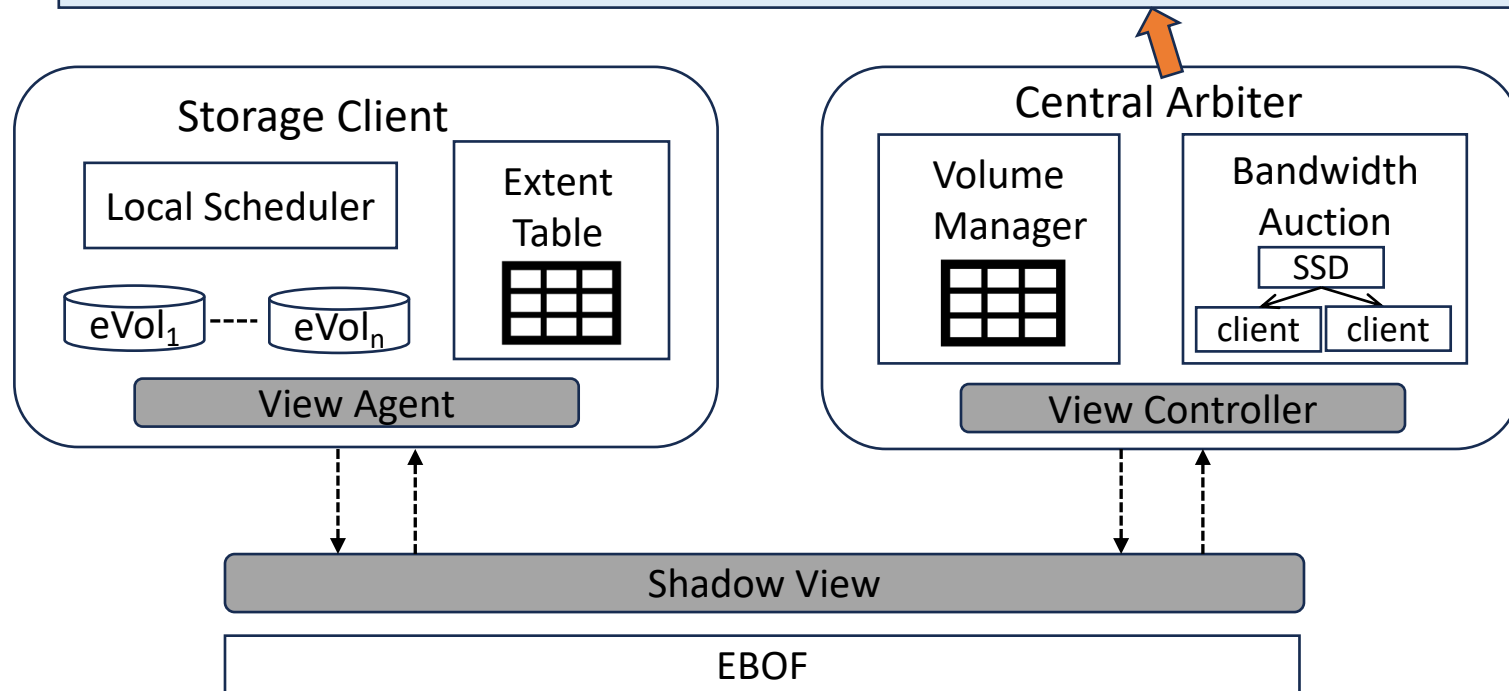 Storage Client
Local Scheduler
Extent
Table
eVol₁
eVolₙ
View Agent
Central Arbiter
Volume
Manager
Bandwidth
Auction
SSD
client
client
View Controller
Shadow View
EBOF